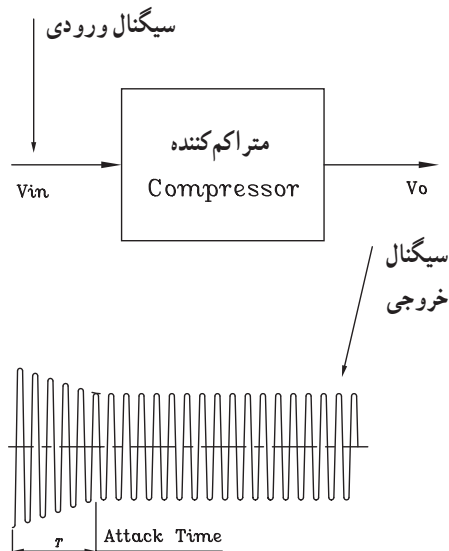 سیگنال ورودی
متراکم‌کننده
Compressor
Vin
Vo
سیگنال
خروجی
Attack Time
T